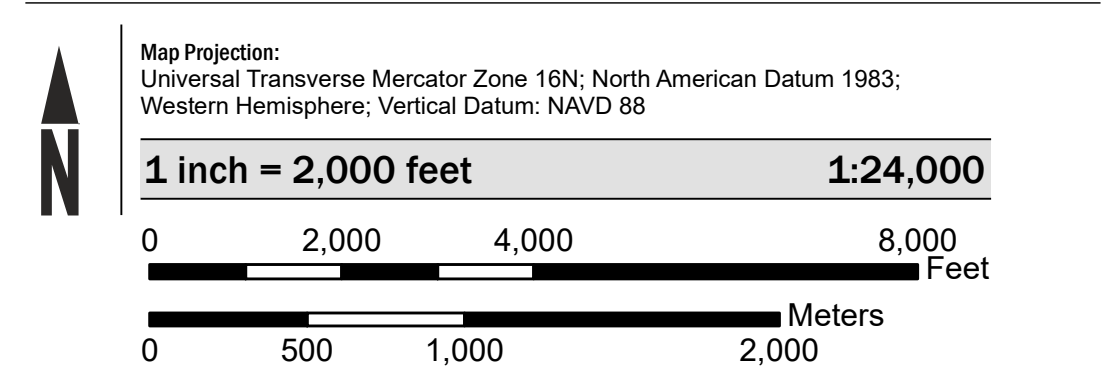 Map Projection:
Universal Transverse Mercator Zone 16N; North American Datum 1983;
Western Hemisphere; Vertical Datum: NAVD 88
N
1 inch = 2,000 feet 1:24,000
0 2,000 4,000 8,000
Feet
Meters
0 500 1,000 2,000